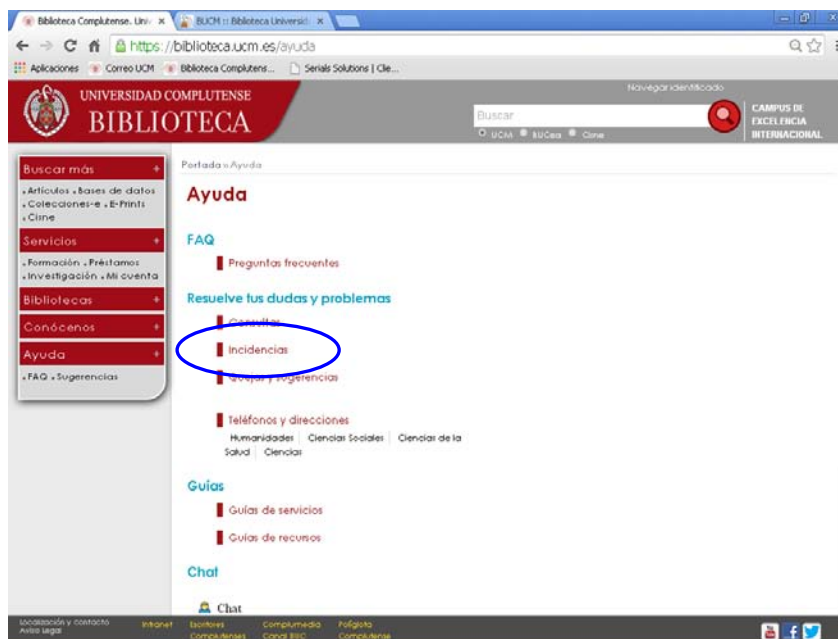 Biblioteca Complutense. Univ
BUCM :: Biblioteca Universit
https://biblioteca.ucm.es/ayuda
Aplicaciones Correo UCM Biblioteca Complutens... Serials Solutions | Clie...
UNIVERSIDAD COMPLUTENSE
BIBLIOTECA
Navegar identificado
Buscar
UCM BUCea Cisne
CAMPUS DE
EXCELENCIA
INTERNACIONAL
Buscar más +
Artículos Bases de datos
Colecciones-e E-Prints
Cisne
Servicios +
Formación Préstamos
Investigación Mi cuenta
Bibliotecas +
Conócenos +
Ayuda +
FAQ Sugerencias
Portada » Ayuda
Ayuda
FAQ
Preguntas frecuentes
Resuelve tus dudas y problemas
Consultas
Incidencias
Quejas y sugerencias
Teléfonos y direcciones
Humanidades Ciencias Sociales Ciencias de la
Salud Ciencias
Guías
Guías de servicios
Guías de recursos
Chat
Chat
Localización y contacto
Aviso Legal
Intranet
Escritores
Complutenses
Complumedia
Canal BUC
Políglota
Complutense